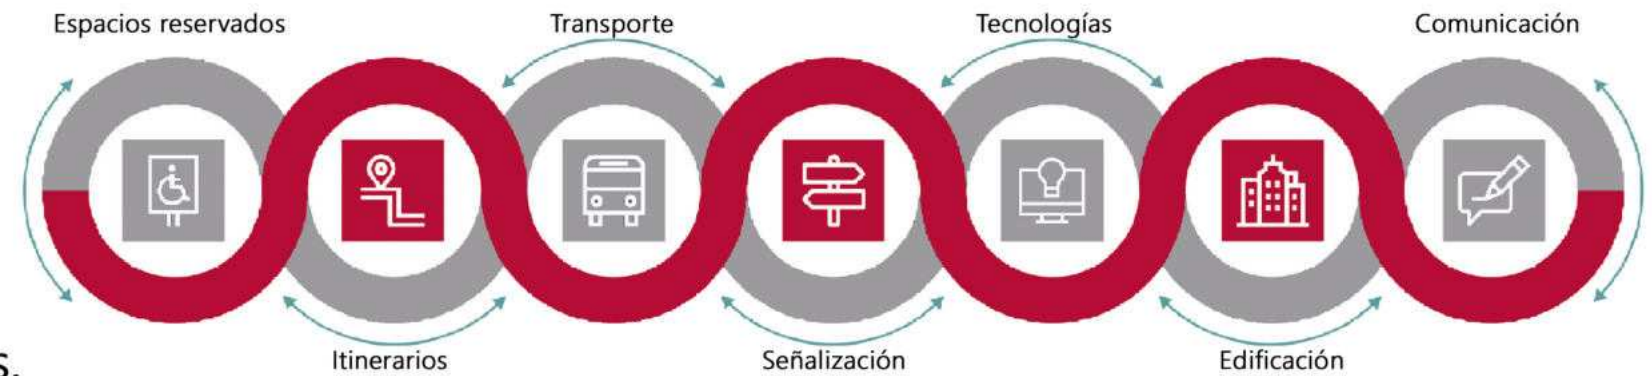 Espacios reservados
Transporte
Tecnologías
Comunicación
Itinerarios
Señalización
Edificación
s.